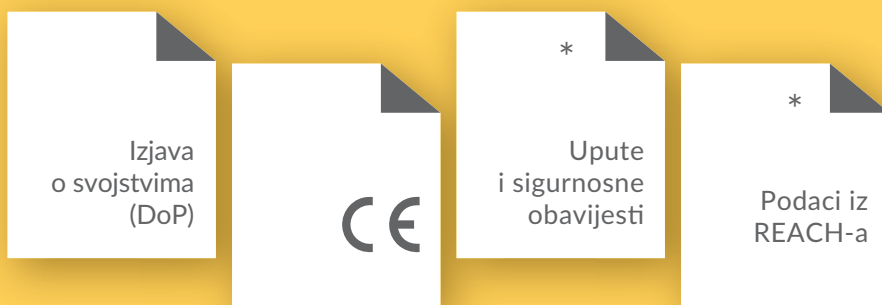 Izjava
o svojstvima
(DoP)
CE
*
Upute
i sigurnosne
obavijesti
*
Podaci iz
REACH-a